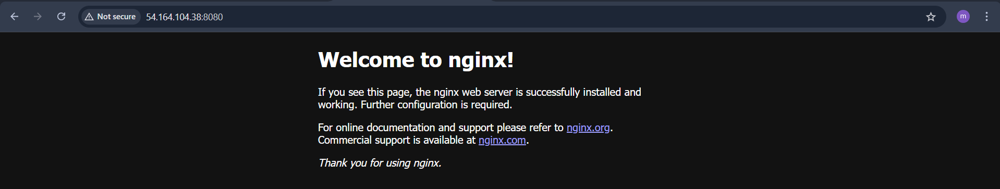 Not secure 54.164.104.38:8080 m
Welcome to nginx!
If you see this page, the nginx web server is successfully installed and
working. Further configuration is required.
For online documentation and support please refer to nginx.org.
Commercial support is available at nginx.com.
Thank you for using nginx.